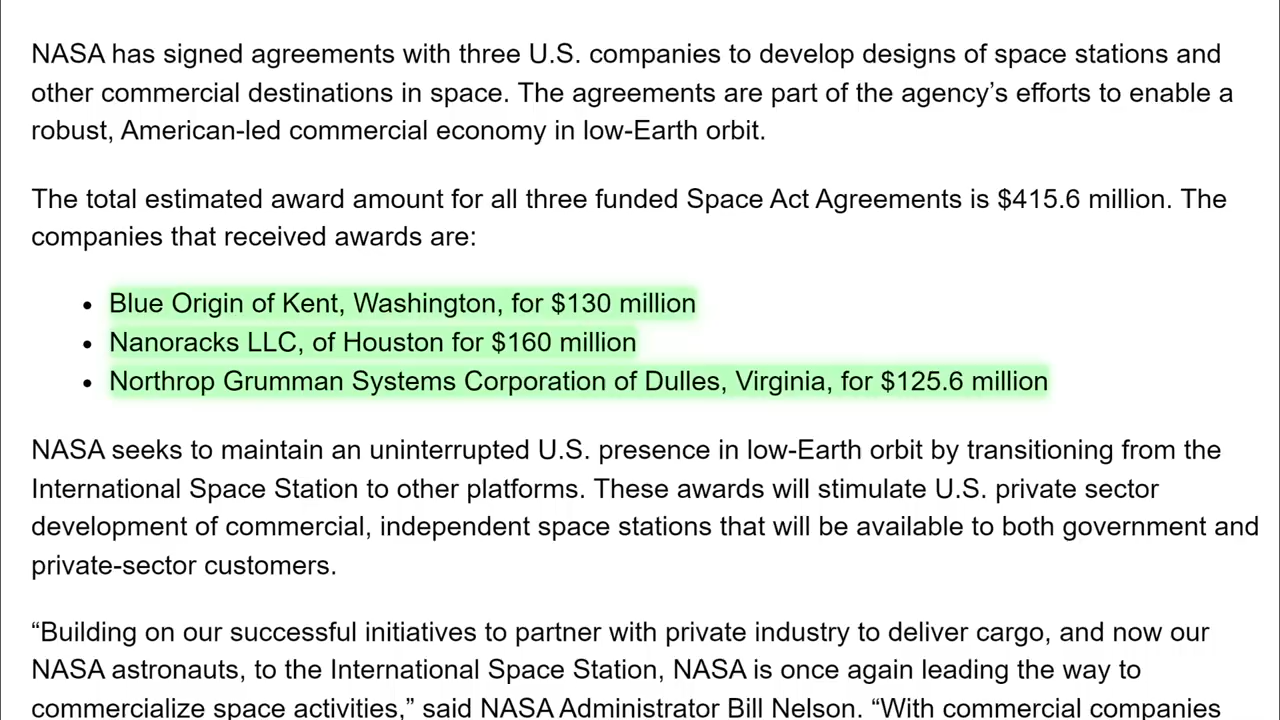 NASA has signed agreements with three U.S. companies to develop designs of space stations and
other commercial destinations in space. The agreements are part of the agency’s efforts to enable a
robust, American-led commercial economy in low-Earth orbit.
The total estimated award amount for all three funded Space Act Agreements is $415.6 million. The
companies that received awards are:
• Blue Origin of Kent, Washington, for $130 million
• Nanoracks LLC, of Houston for $160 million
• Northrop Grumman Systems Corporation of Dulles, Virginia, for $125.6 million
NASA seeks to maintain an uninterrupted U.S. presence in low-Earth orbit by transitioning from the
International Space Station to other platforms. These awards will stimulate U.S. private sector
development of commercial, independent space stations that will be available to both government and
private-sector customers.
“Building on our successful initiatives to partner with private industry to deliver cargo, and now our
NASA astronauts, to the International Space Station, NASA is once again leading the way to
commercialize space activities,” said NASA Administrator Bill Nelson. “With commercial companies